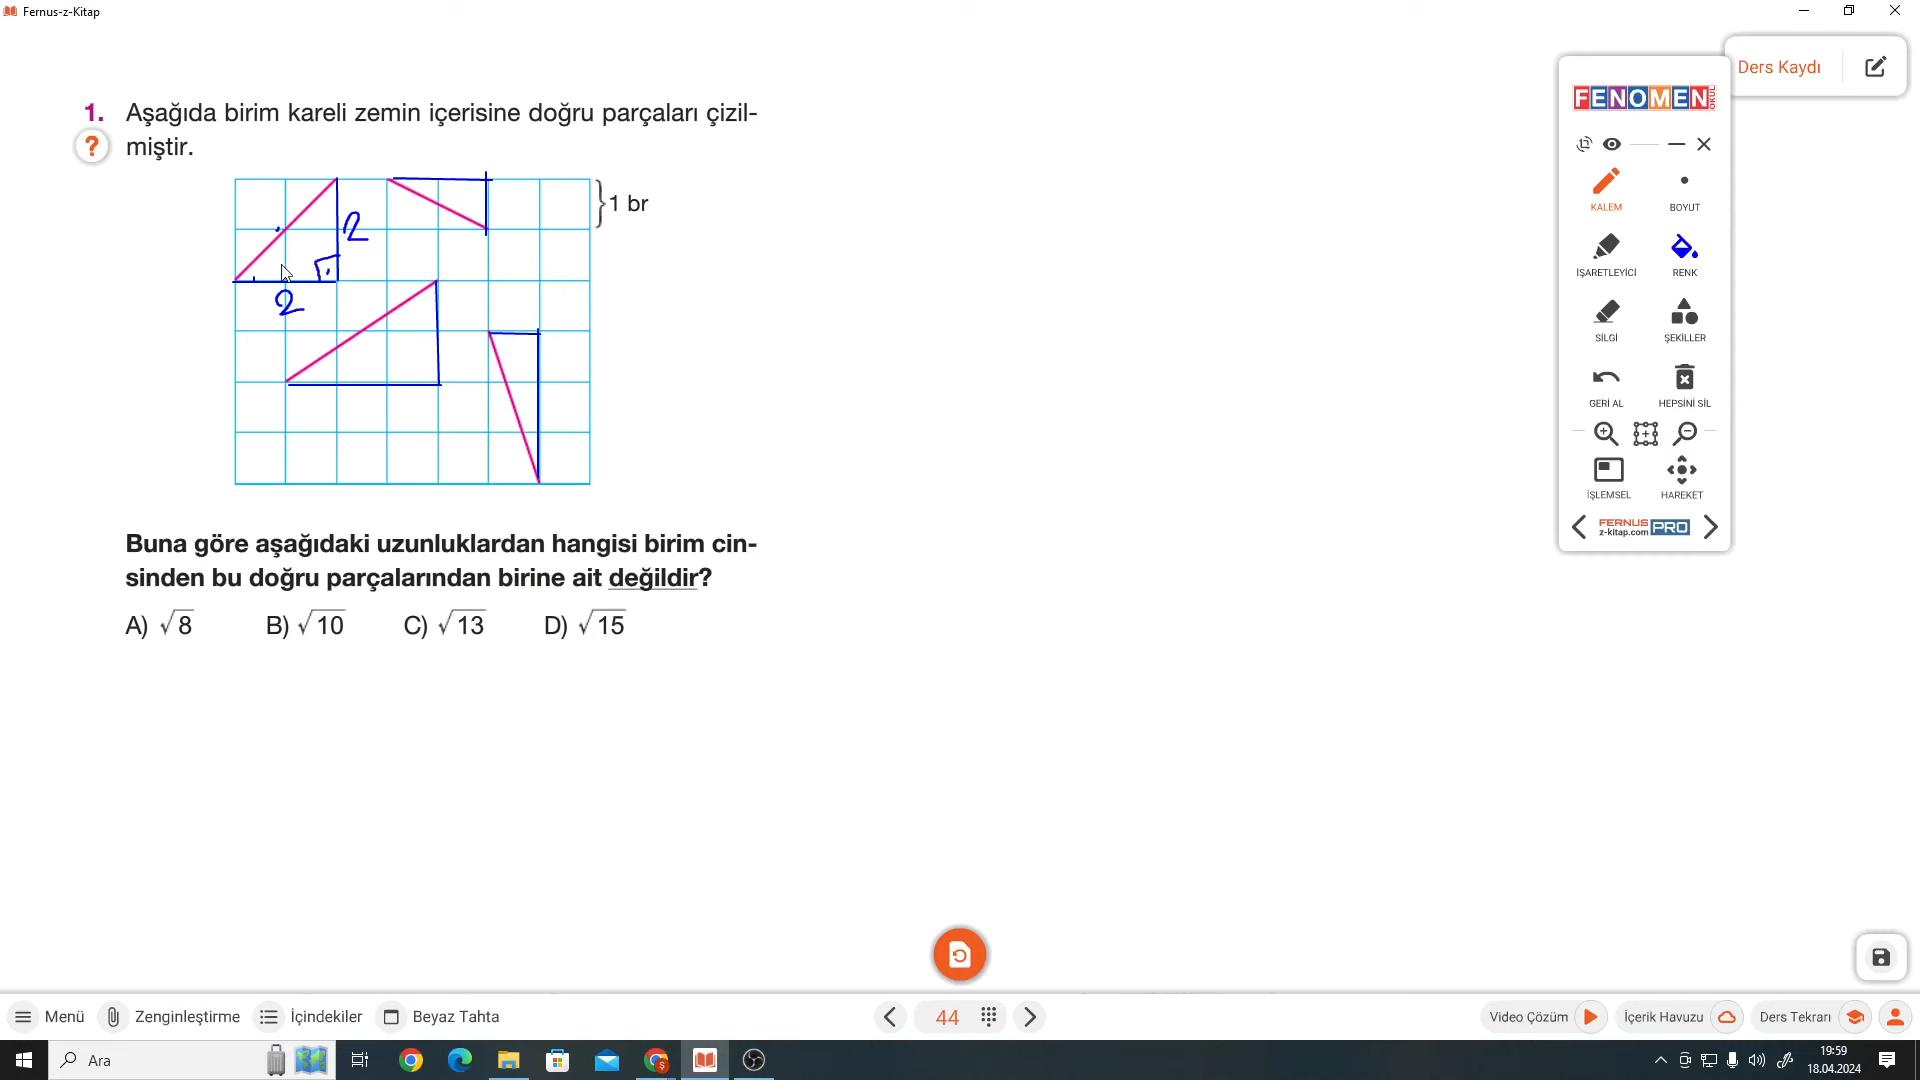 Fernus-z-Kitap
Ders Kaydı
FENOMEN OKUL
1. Aşağıda birim kareli zemin içerisine doğru parçaları çizil-
? miştir.
1 br
2
2
Buna göre aşağıdaki uzunluklardan hangisi birim cin-
sinden bu doğru parçalarından birine ait değildir?
A) √8 B) √10 C) √13 D) √15
KALEM BOYUT
İŞARETLEYİCİ RENK
SİLGİ ŞEKİLLER
GERİ AL HEPSİNİ SİL
İŞLEMSEL HAREKET
FERNUS PRO
z-kitap.com
Menü Zenginleştirme İçindekiler Beyaz Tahta 44 Video Çözüm İçerik Havuzu Ders Tekrarı
Ara
19:59
18.04.2024